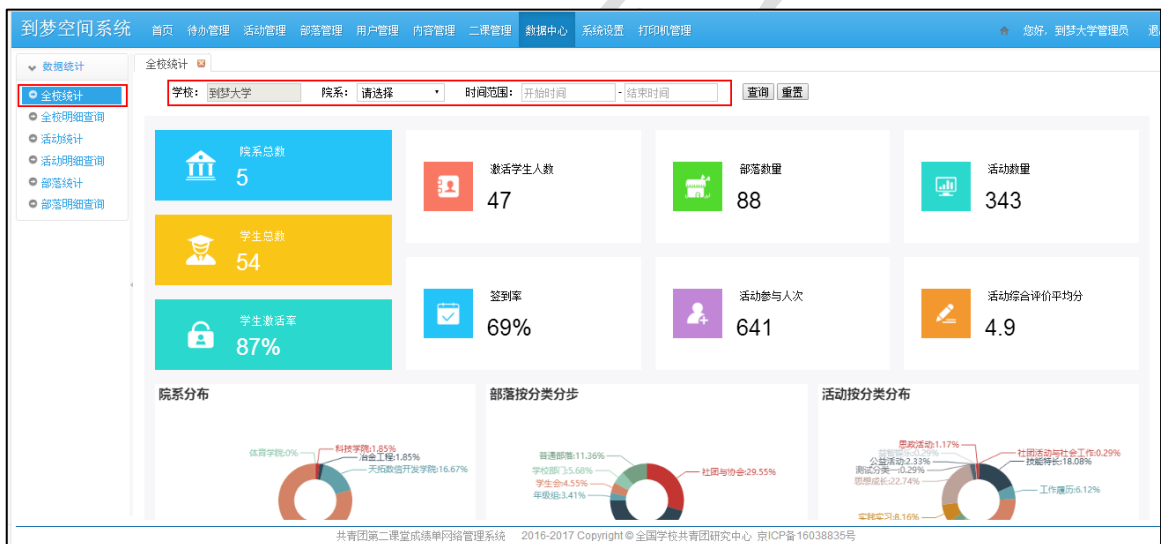 到梦空间系统 首页 待办管理 活动管理 部落管理 用户管理 内容管理 二课管理 数据中心 系统设置 打印机管理 您好，到梦大学管理员
数据统计
全校统计
全校统计
全校明细查询
活动统计
活动明细查询
部落统计
部落明细查询
学校： 到梦大学 院系： 请选择 时间范围： 开始时间 - 结束时间 查询 重置
院系总数
5
学生总数
54
学生激活率
87%
激活学生人数
47
部落数量
88
活动数量
343
签到率
69%
活动参与人次
641
活动综合评价平均分
4.9
院系分布
体育学院:0%
科技学院:1.85%
冶金工程:1.85%
天拓数信开发学院:16.67%
部落按分类分步
普通部落:11.36%
学校部门:5.68%
学生会:4.55%
年级组:3.41%
社团与协会:29.55%
活动按分类分布
思政活动:1.17%
公益活动:2.33%
测试分类一:0.29%
思想成长:22.74%
实践实习:8.16%
社团活动与社会工作:0.29%
技能特长:18.08%
工作履历:6.12%
共青团第二课堂成绩单网络管理系统 2016-2017 Copyright © 全国学校共青团研究中心 京ICP备16038835号